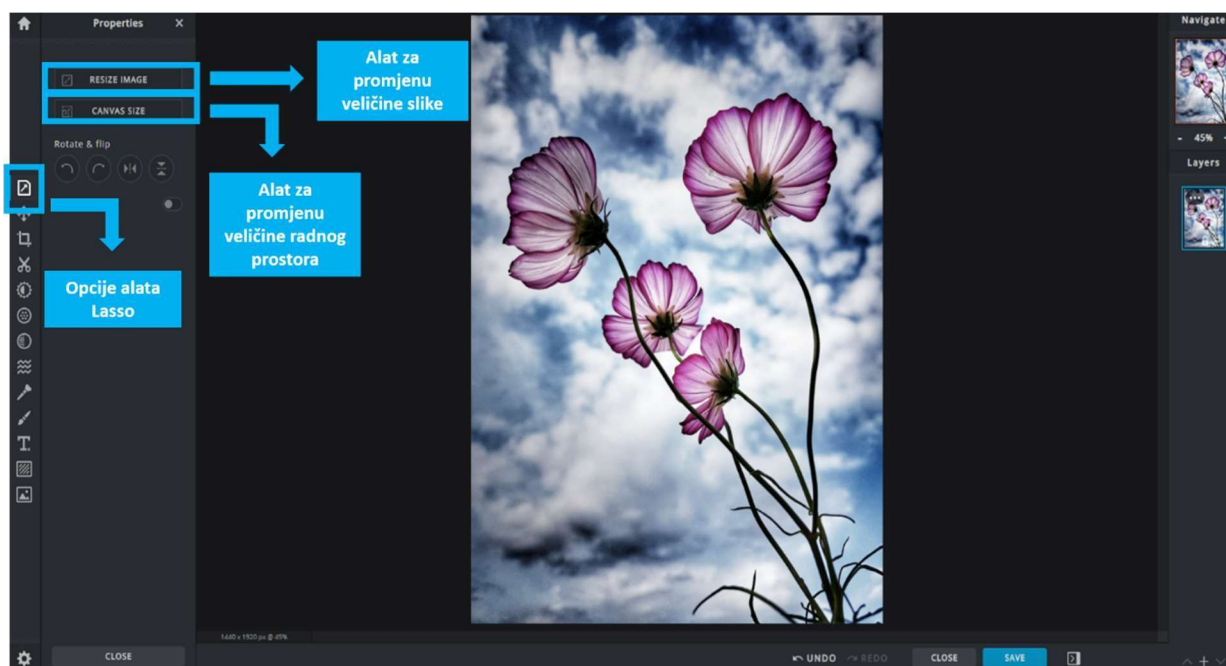 Properties X
Navigate
RESIZE IMAGE
CANVAS SIZE
Alat za
promjenu
veličine slike
Rotate & flip
- 45%
Layers
Alat za
promjenu
veličine radnog
prostora
Opcije alata
Lasso
1440 x 1920 px @ 45%
CLOSE
UNDO REDO CLOSE SAVE